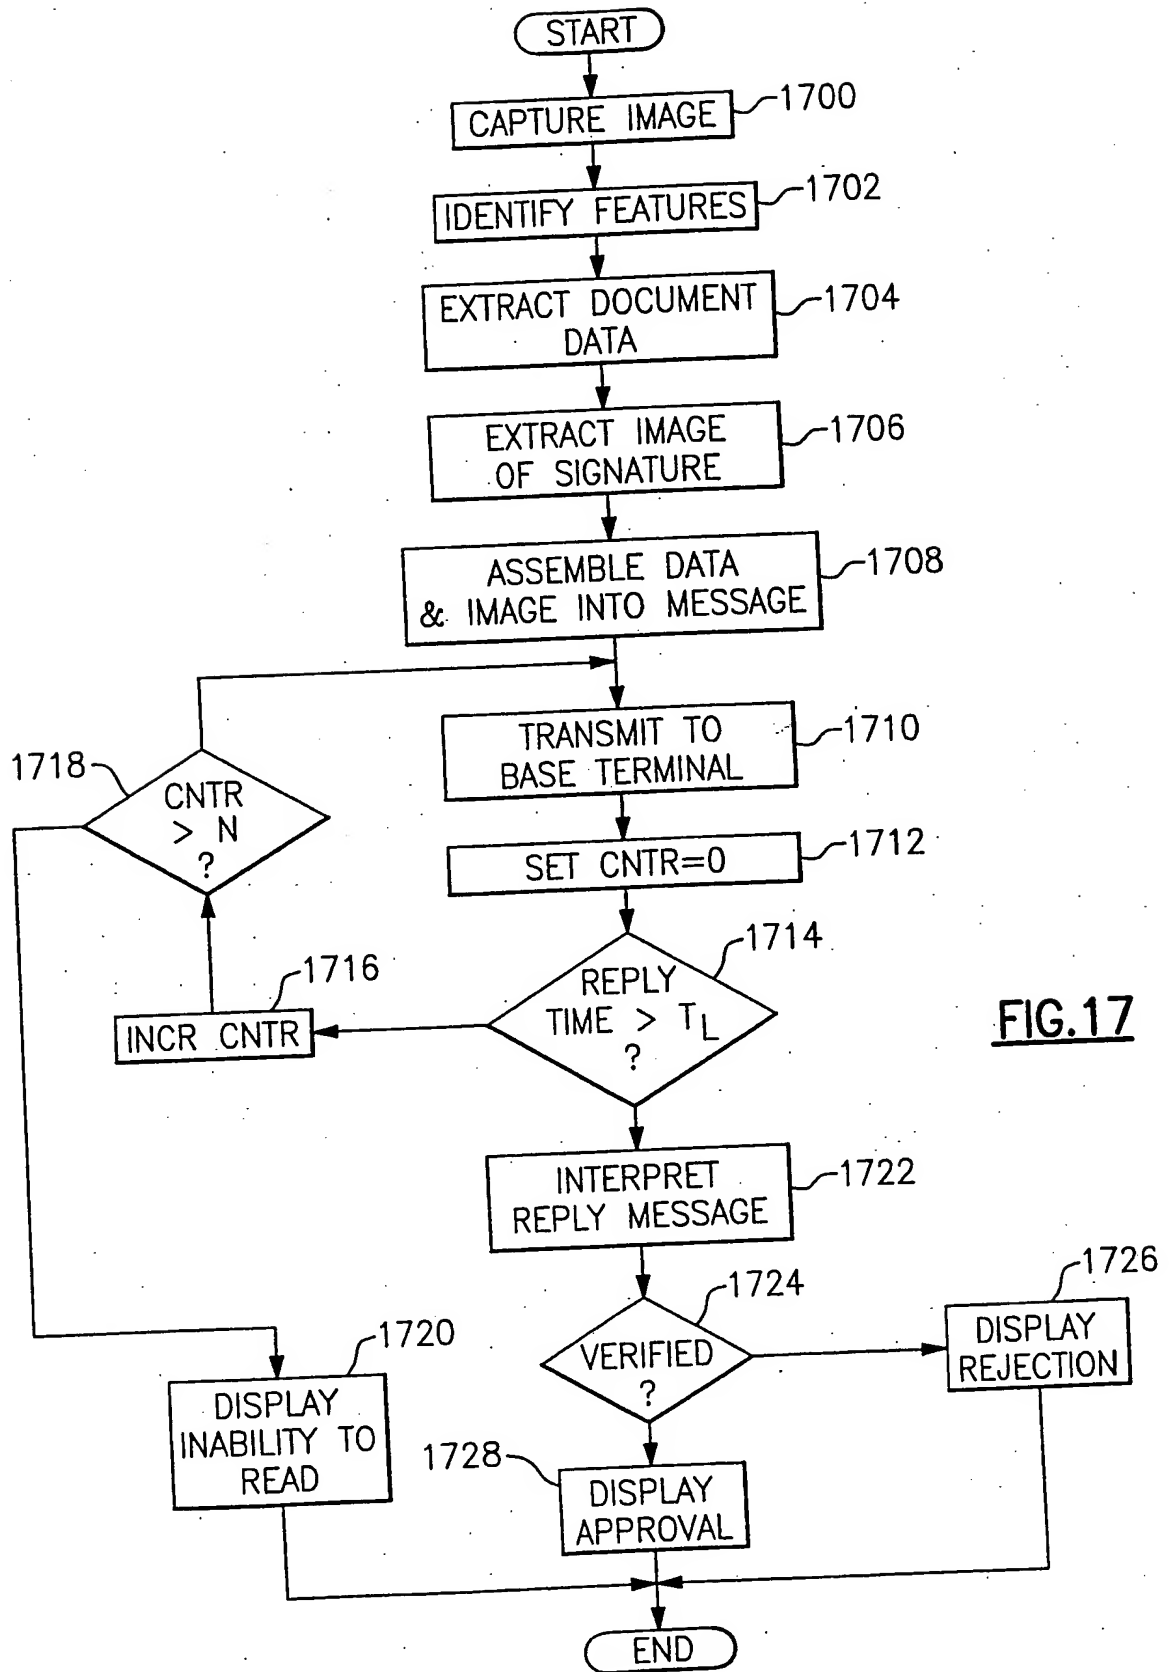 START
CAPTURE IMAGE
1700
IDENTIFY FEATURES
1702
EXTRACT DOCUMENT
DATA
1704
EXTRACT IMAGE
OF SIGNATURE
1706
ASSEMBLE DATA
& IMAGE INTO MESSAGE
1708
TRANSMIT TO
BASE TERMINAL
1710
1718
CNTR
> N
?
SET CNTR=0
1712
REPLY
TIME > TL
?
1714
1716
INCR CNTR
FIG.17
INTERPRET
REPLY MESSAGE
1722
VERIFIED
?
1724
1726
DISPLAY
REJECTION
1720
DISPLAY
INABILITY TO
READ
1728
DISPLAY
APPROVAL
END